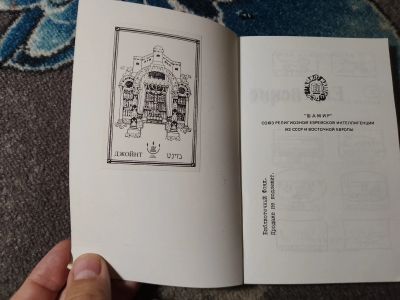 ДЖОЙНТ
"ШАМИР"
СОЮЗ РЕЛИГИОЗНОЙ ЕВРЕЙСКОЙ ИНТЕЛЛИГЕНЦИИ
ИЗ СССР И ВОСТОЧНОЙ ЕВРОПЫ
Библиотечный Фонд.
Продаже не подлежит.